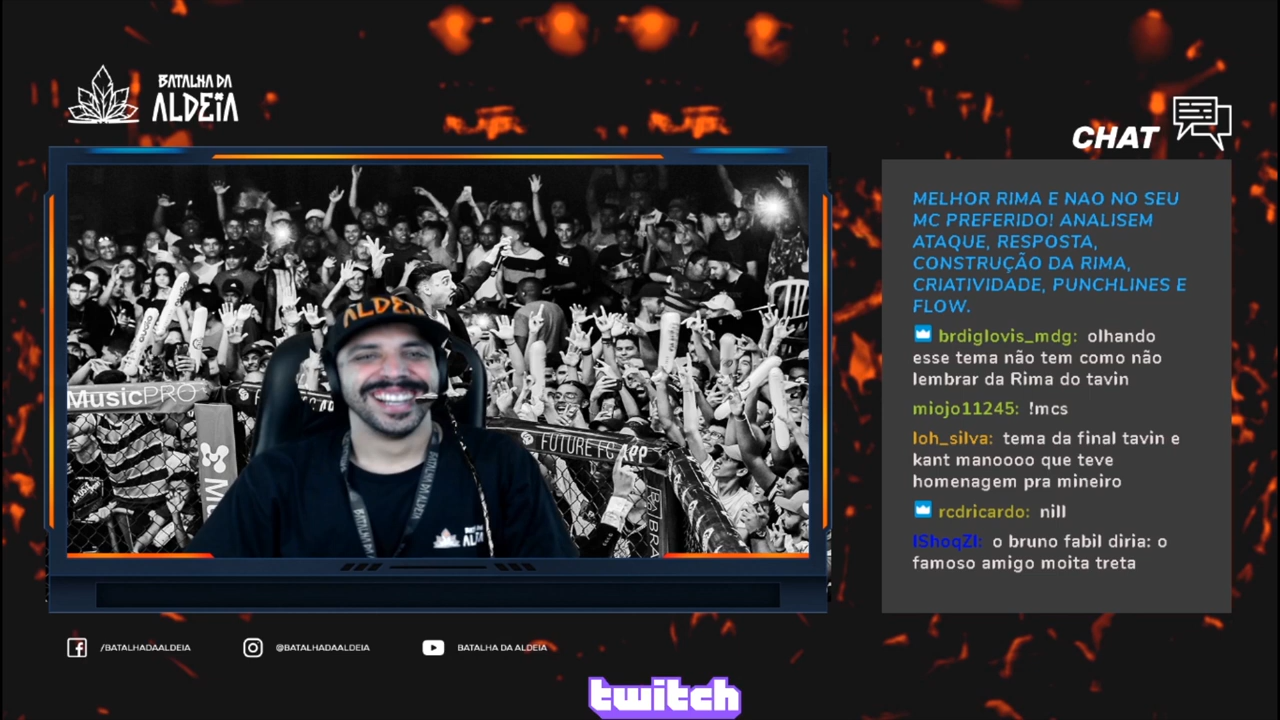 BATALHA DA
ALDEIA
CHAT
MELHOR RIMA E NAO NO SEU
MC PREFERIDO! ANALISEM
ATAQUE, RESPOSTA,
CONSTRUÇÃO DA RIMA,
CRIATIVIDADE, PUNCHLINES E
FLOW.
brdiglovis_mdg: olhando
esse tema não tem como não
lembrar da Rima do tavin
miojo11245: !mcs
loh_silva: tema da final tavin e
kant manoooo que teve
homenagem pra mineiro
rcdricardo: nill
IShoqZI: o bruno fabil diria: o
famoso amigo moita treta
ALDEIA
MusicPRO
FUTURE FC APP
BATALHA DA ALDEIA
/BATALHADAALDEIA
@BATALHADAALDEIA
BATALHA DA ALDEIA
twitch